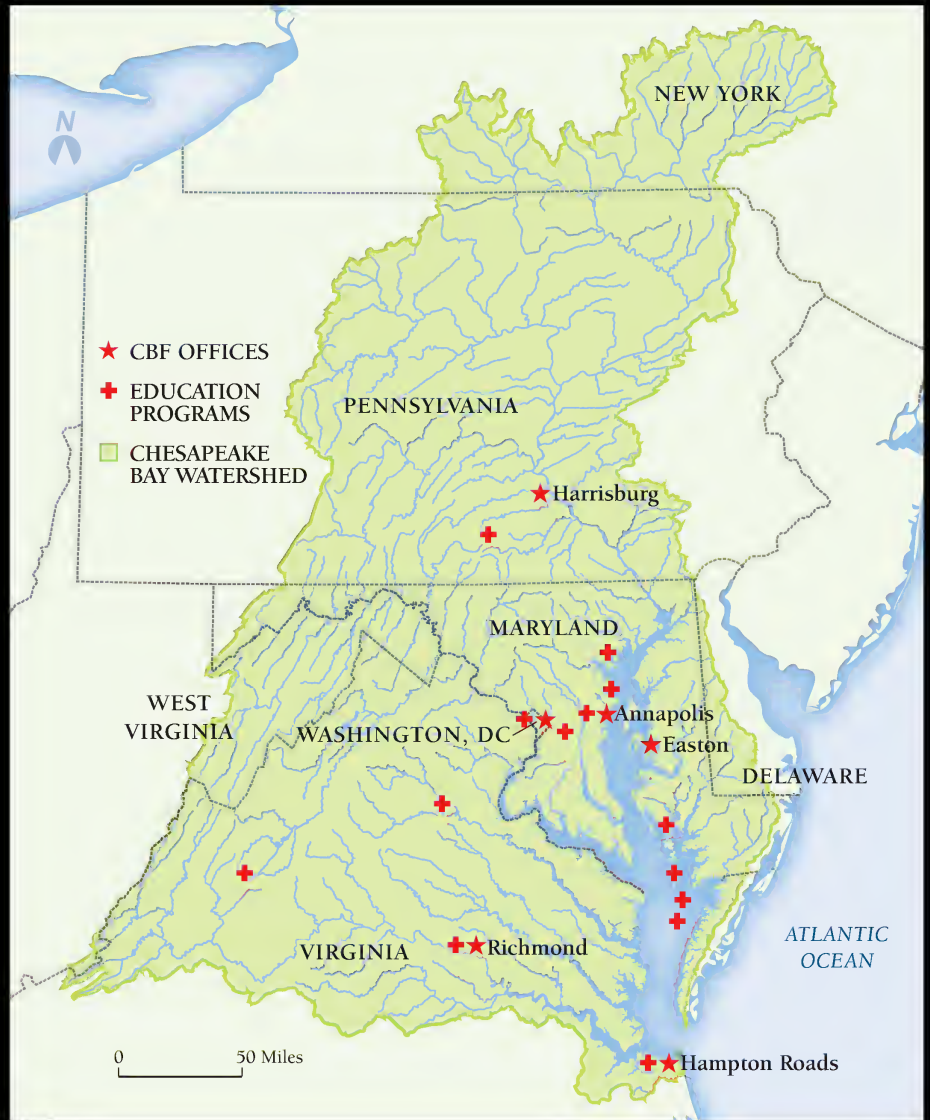 NEW YORK
N
CBF OFFICES
EDUCATION
PROGRAMS
PENNSYLVANIA
CHESAPEAKE
BAY WATERSHED
Harrisburg
MARYLAND
WEST
VIRGINIA
Annapolis
WASHINGTON, DC
Easton
DELAWARE
ATLANTIC
OCEAN
VIRGINIA
Richmond
0 50 Miles
Hampton Roads